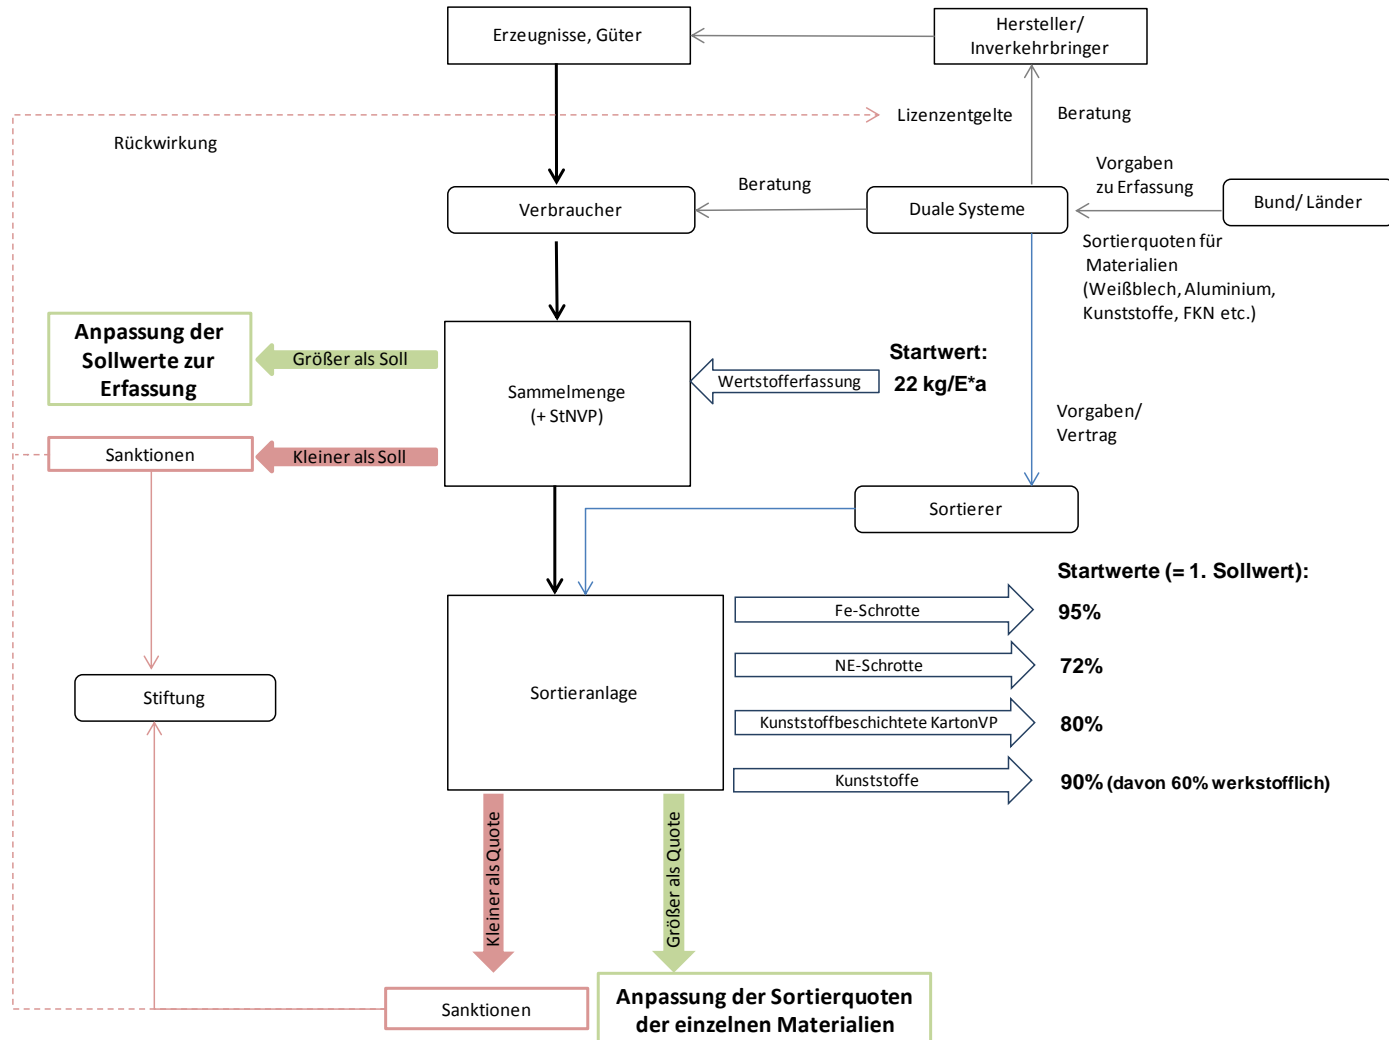 Erzeugnisse, Güter
Hersteller/
Inverkehrbringer
Rückwirkung
Lizenzentgelte
Beratung
Vorgaben
zu Erfassung
Beratung
Verbraucher
Duale Systeme
Bund/ Länder
Sortierquoten für
Materialien
(Weißblech, Aluminium,
Kunststoffe, FKN etc.)
Anpassung der
Sollwerte zur
Erfassung
Größer als Soll
Sammelmenge
(+ StNVP)
Wertstofferfassung
Startwert:
22 kg/E*a
Vorgaben/
Vertrag
Sanktionen
Kleiner als Soll
Sortierer
Startwerte (= 1. Sollwert):
Fe-Schrotte
95%
NE-Schrotte
72%
Stiftung
Sortieranlage
Kunststoffbeschichtete KartonVP
80%
Kunststoffe
90% (davon 60% werkstofflich)
Kleiner als Quote
Größer als Quote
Sanktionen
Anpassung der Sortierquoten
der einzelnen Materialien